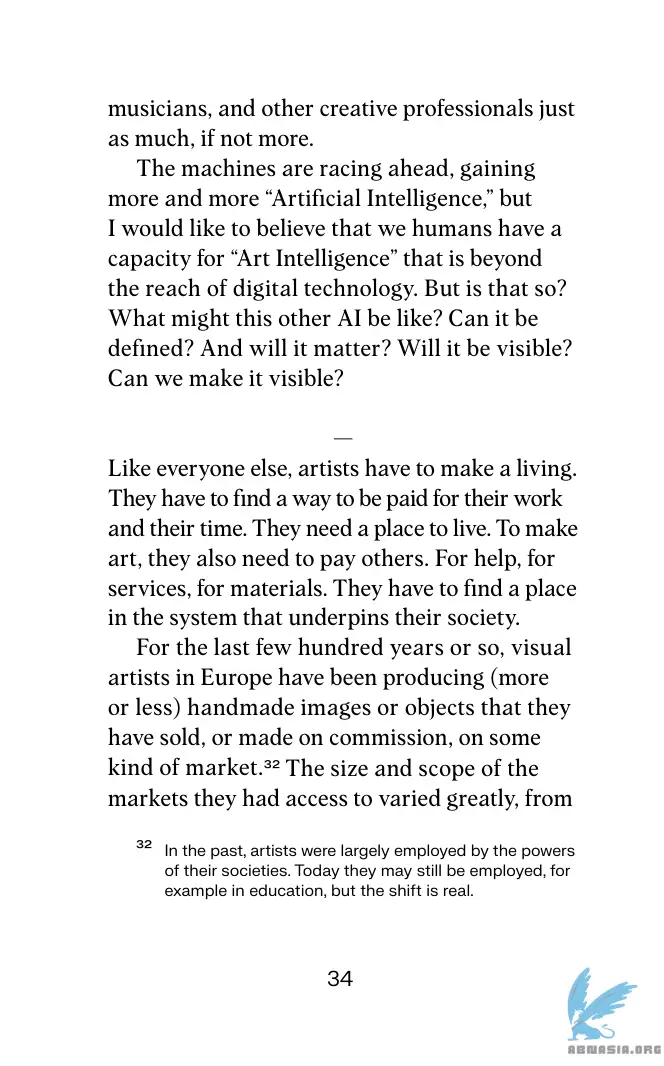 musicians, and other creative professionals just
as much, if not more.
The machines are racing ahead, gaining
more and more “Artificial Intelligence,” but
I would like to believe that we humans have a
capacity for “Art Intelligence” that is beyond
the reach of digital technology. But is that so?
What might this other AI be like? Can it be
defined? And will it matter? Will it be visible?
Can we make it visible?
—
Like everyone else, artists have to make a living.
They have to find a way to be paid for their work
and their time. They need a place to live. To make
art, they also need to pay others. For help, for
services, for materials. They have to find a place
in the system that underpins their society.
For the last few hundred years or so, visual
artists in Europe have been producing (more
or less) handmade images or objects that they
have sold, or made on commission, on some
kind of market.³² The size and scope of the
markets they had access to varied greatly, from
³² In the past, artists were largely employed by the powers
of their societies. Today they may still be employed, for
example in education, but the shift is real.
34
ABNASIA.ORG